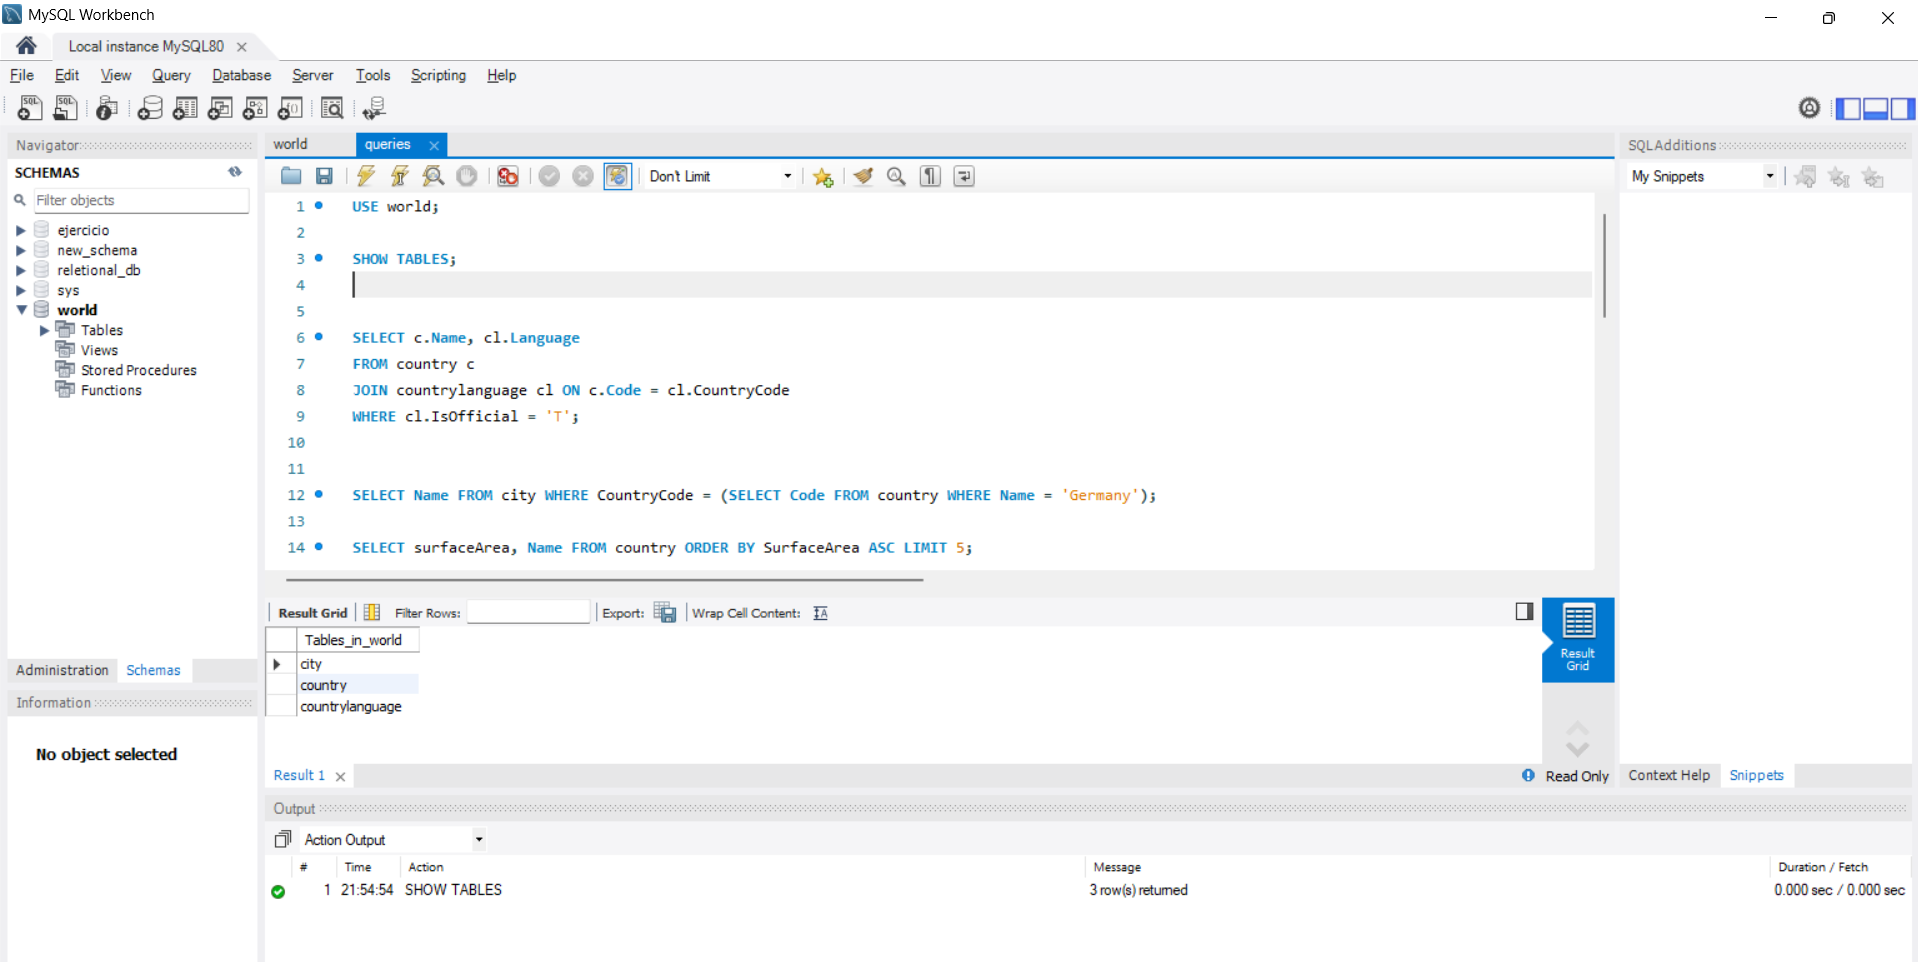 MySQL Workbench
Local instance MySQL80
File Edit View Query Database Server Tools Scripting Help
Navigator
SCHEMAS
Filter objects
ejercicio
new_schema
reletional_db
sys
world
Tables
Views
Stored Procedures
Functions
Administration Schemas
Information
No object selected
world queries
Don't Limit
1 USE world;
2
3 SHOW TABLES;
4
5
6 SELECT c.Name, cl.Language
7 FROM country c
8 JOIN countrylanguage cl ON c.Code = cl.CountryCode
9 WHERE cl.IsOfficial = 'T';
10
11
12 SELECT Name FROM city WHERE CountryCode = (SELECT Code FROM country WHERE Name = 'Germany');
13
14 SELECT surfaceArea, Name FROM country ORDER BY SurfaceArea ASC LIMIT 5;
Result Grid Filter Rows: Export: Wrap Cell Content:
Tables_in_world
city
country
countrylanguage
Result
Grid
Result 1 Read Only
SQLAdditions
My Snippets
Context Help Snippets
Output
Action Output
# Time Action Message Duration / Fetch
1 21:54:54 SHOW TABLES 3 row(s) returned 0.000 sec / 0.000 sec